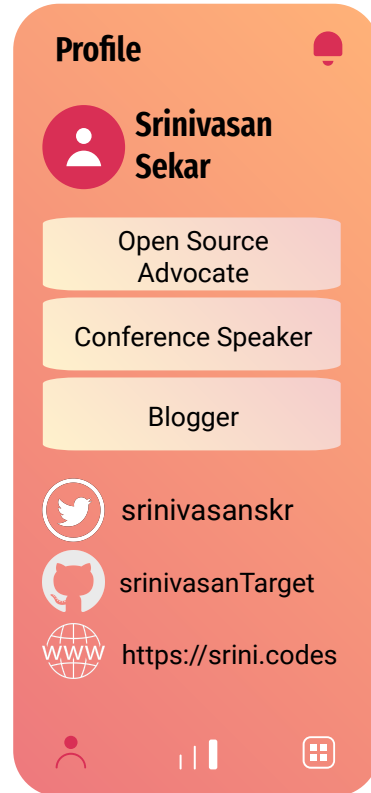 Profile
Srinivasan
Sekar
Open Source
Advocate
Conference Speaker
Blogger
srinivasanskr
srinivasanTarget
WWW
https://srini.codes